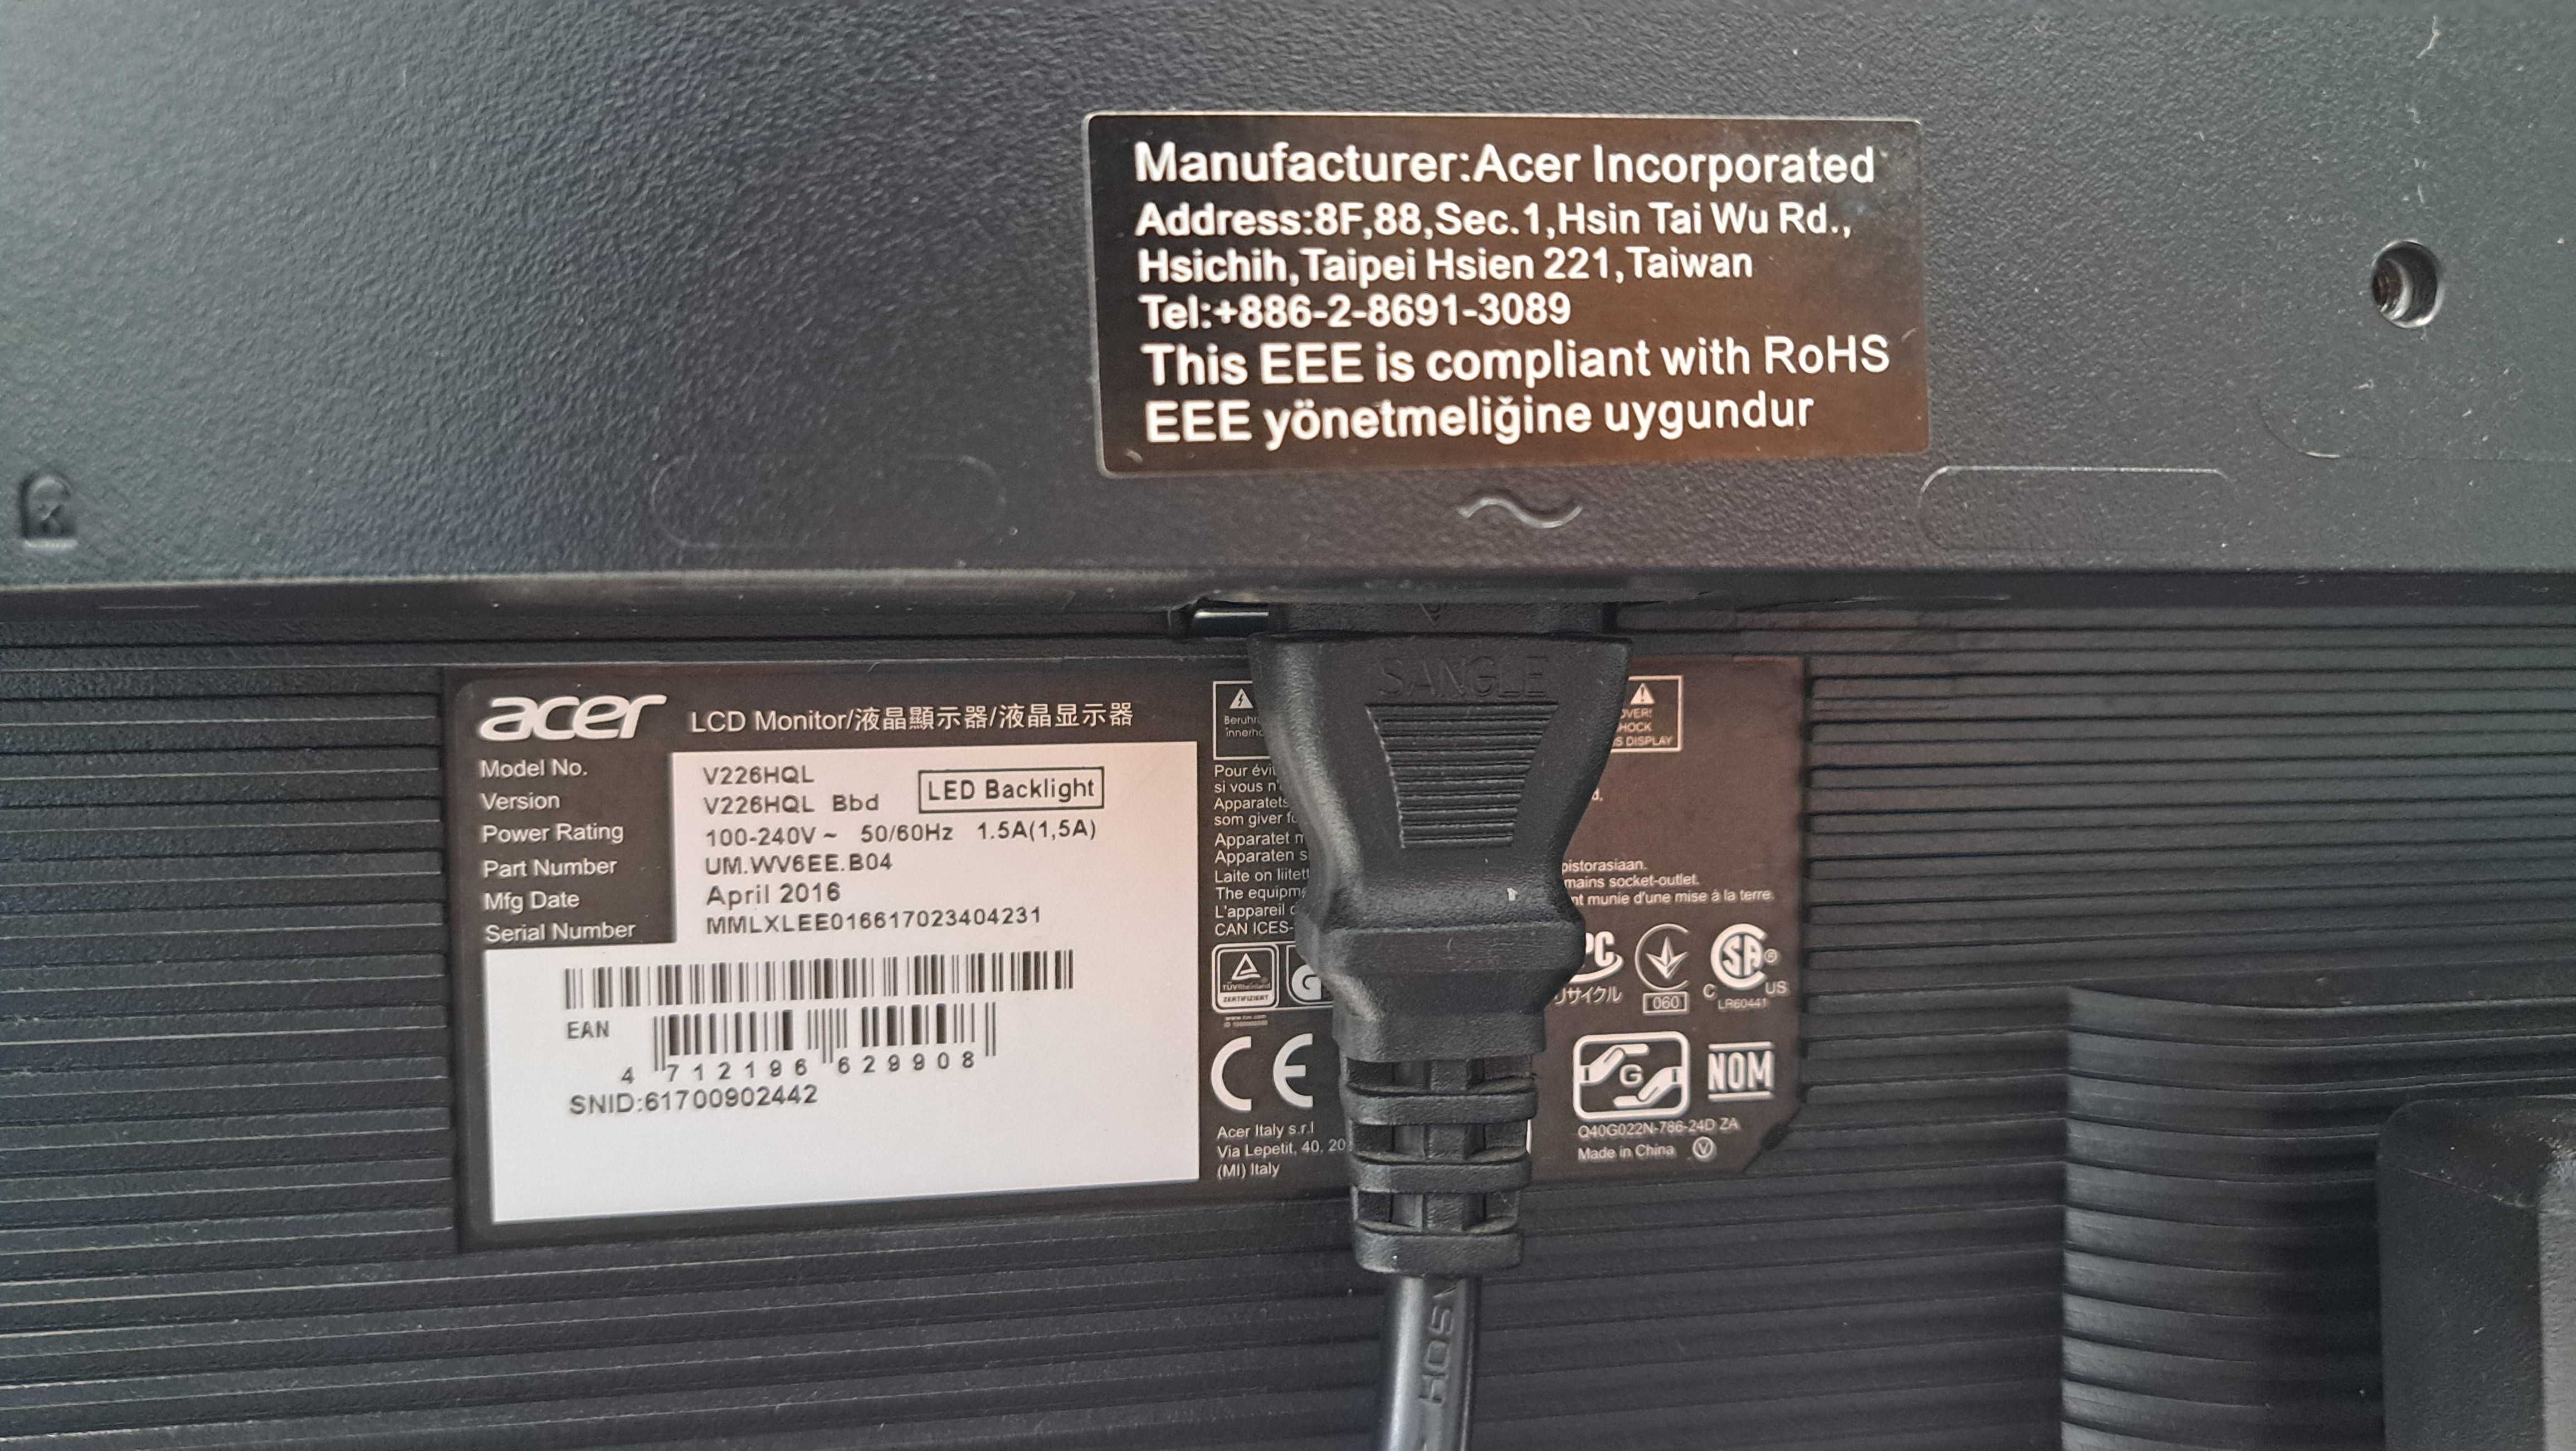 Manufacturer:Acer Incorporated
Address:8F,88,Sec.1,Hsin Tai Wu Rd.,
Hsichih,Taipei Hsien 221,Taiwan
Tel:+886-2-8691-3089
This EEE is compliant with RoHS
EEE yönetmeliğine uygundur
SANGLE
acer LCD Monitor/液晶顯示器/液晶显示器
Model No. V226HQL
Version V226HQL Bbd
LED Backlight
Power Rating 100-240V ~ 50/60Hz 1.5A(1,5A)
Part Number UM.WV6EE.B04
Mfg Date April 2016
Serial Number MMLXLEE016617023404231
EAN
4 712196 629908
SNID:61700902442
Pour
si vous
Apparatets
som giver
Apparatet
Apparaten
Laite on
The
L'appareil
CAN ICES-
TÜVRheinland
ZERTIFIZIERT
CE
Acer Italy s.r.l
Via Lepetit, 40,
(MI) Italy
HOCK
DISPLAY
mains socket-outlet.
munie d'une mise à la terre.
PC
リサイクル
060
C SA® US
LR60441
G
NOM
Q40G022N-786-24D ZA
Made in China V